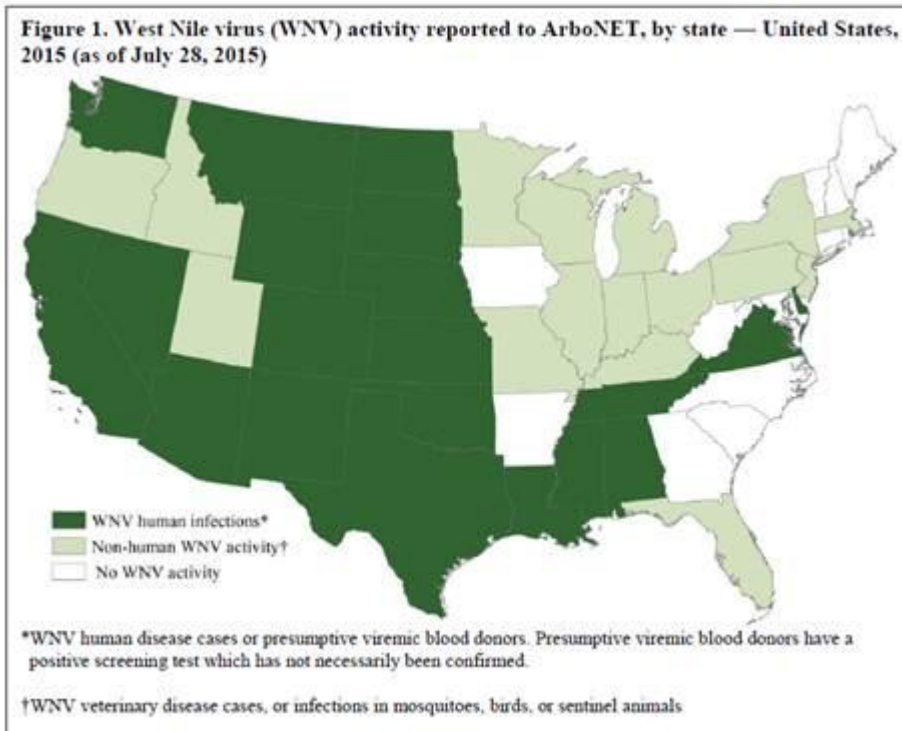 Figure 1. West Nile virus (WNV) activity reported to ArboNET, by state — United States,
2015 (as of July 28, 2015)
WNV human infections*
Non-human WNV activity†
No WNV activity
*WNV human disease cases or presumptive viremic blood donors. Presumptive viremic blood donors have a
positive screening test which has not necessarily been confirmed.
†WNV veterinary disease cases, or infections in mosquitoes, birds, or sentinel animals